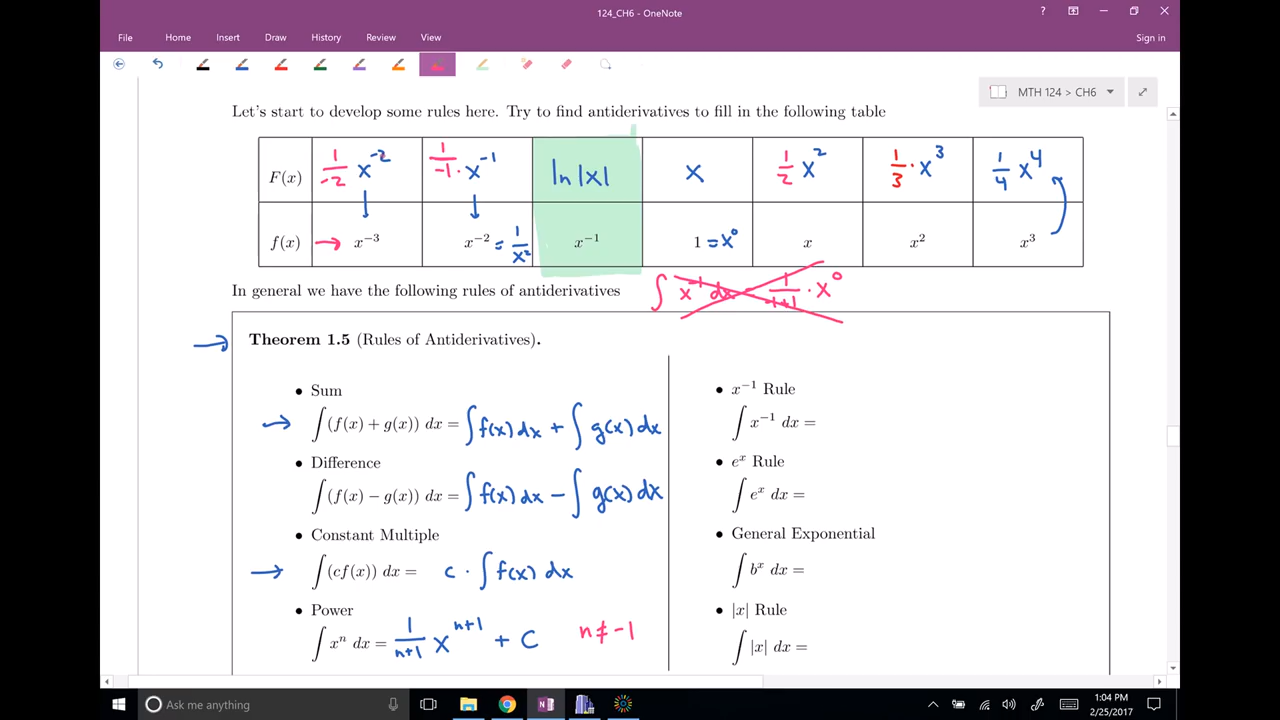 124_CH6 - OneNote
?
File Home Insert Draw History Review View Sign in
MTH 124 > CH6
Let's start to develop some rules here. Try to find antiderivatives to fill in the following table
F(x) 1/-2 x^-2 1/-1 · x^-1 ln|x| x 1/2 x^2 1/3 · x^3 1/4 x^4
f(x) → x^-3 x^-2 = 1/x^2 x^-1 1 = x^0 x x^2 x^3
In general we have the following rules of antiderivatives ∫ x^-1 dx 1/-1+1 · x^0
→ Theorem 1.5 (Rules of Antiderivatives).
• Sum
→ ∫(f(x) + g(x)) dx = ∫f(x) dx + ∫g(x) dx
• Difference
∫(f(x) − g(x)) dx = ∫f(x) dx − ∫g(x) dx
• Constant Multiple
→ ∫(cf(x)) dx = c · ∫f(x) dx
• Power
∫x^n dx = 1/n+1 x^n+1 + C n ≠ -1
• x^−1 Rule
∫x^−1 dx =
• e^x Rule
∫e^x dx =
• General Exponential
∫b^x dx =
• |x| Rule
∫|x| dx =
Ask me anything
1:04 PM
2/25/2017